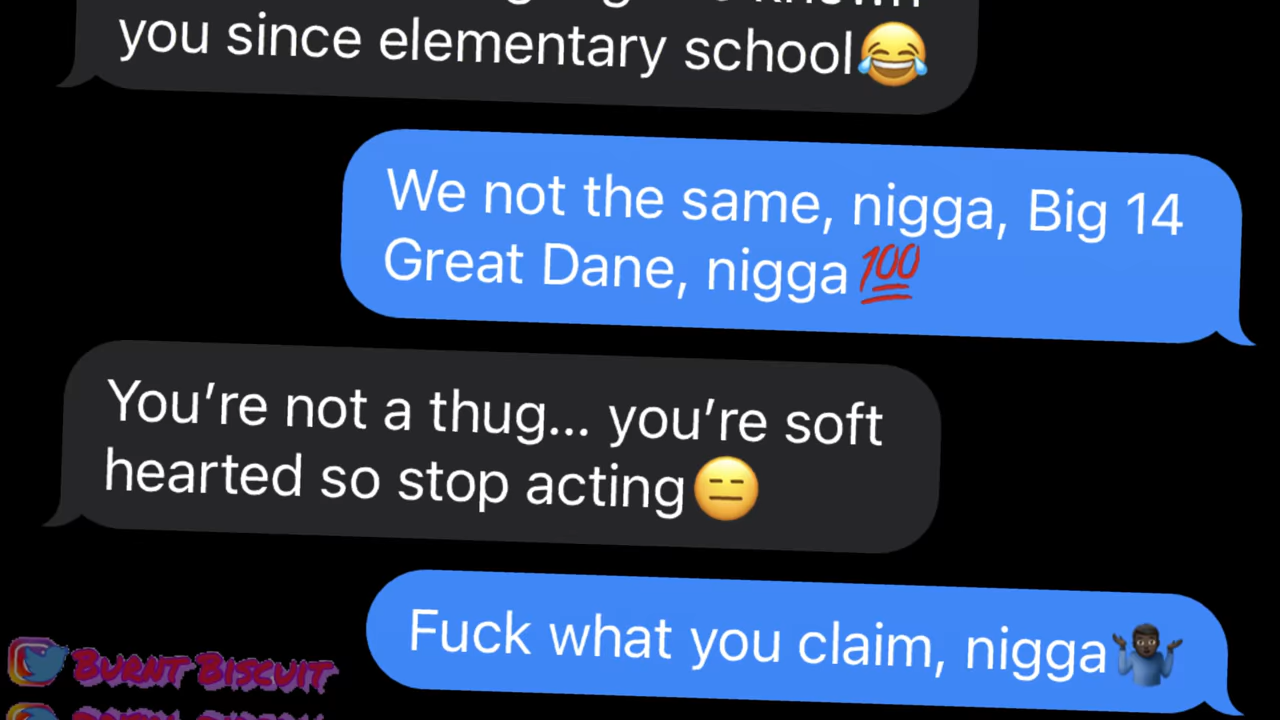 you since elementary school😂
We not the same, nigga, Big 14
Great Dane, nigga💯
You’re not a thug... you’re soft
hearted so stop acting😑
Fuck what you claim, nigga🤷🏿‍♂️
BURNT BISCUIT